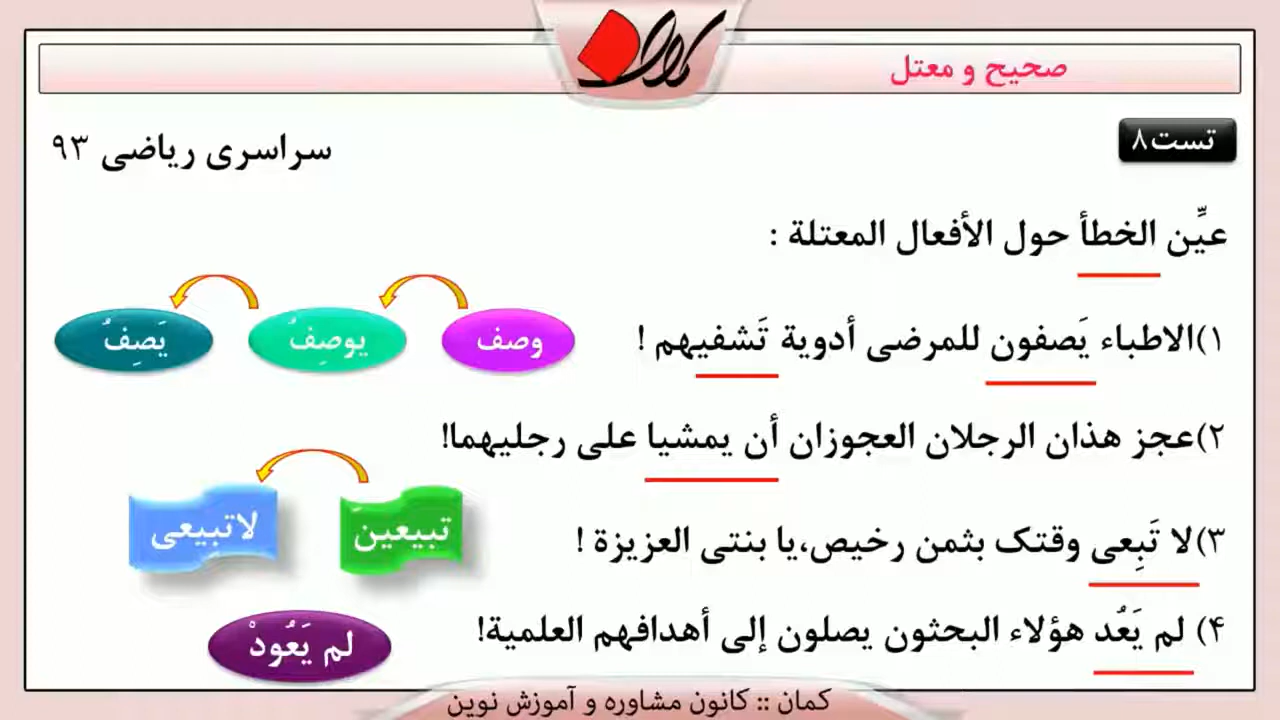 کمان
صحیح و معتل
تست۸
سراسری ریاضی ۹۳
عیِّن الخطأ حول الأفعال المعتلة :
۱)الاطباء یَصفون للمرضی أدویة تَشفیهم !
وصف
یوصِفُ
یَصِفُ
۲)عجز هذان الرجلان العجوزان أن یمشیا علی رجلیهما!
تبیعینَ
لاتبیعی
۳)لا تَبِعی وقتک بثمن رخیص،یا بنتی العزیزة !
۴) لم یَعُد هؤلاء البحثون یصلون إلی أهدافهم العلمیة!
لم یَعُودْ
کمان :: کانون مشاوره و آموزش نوین